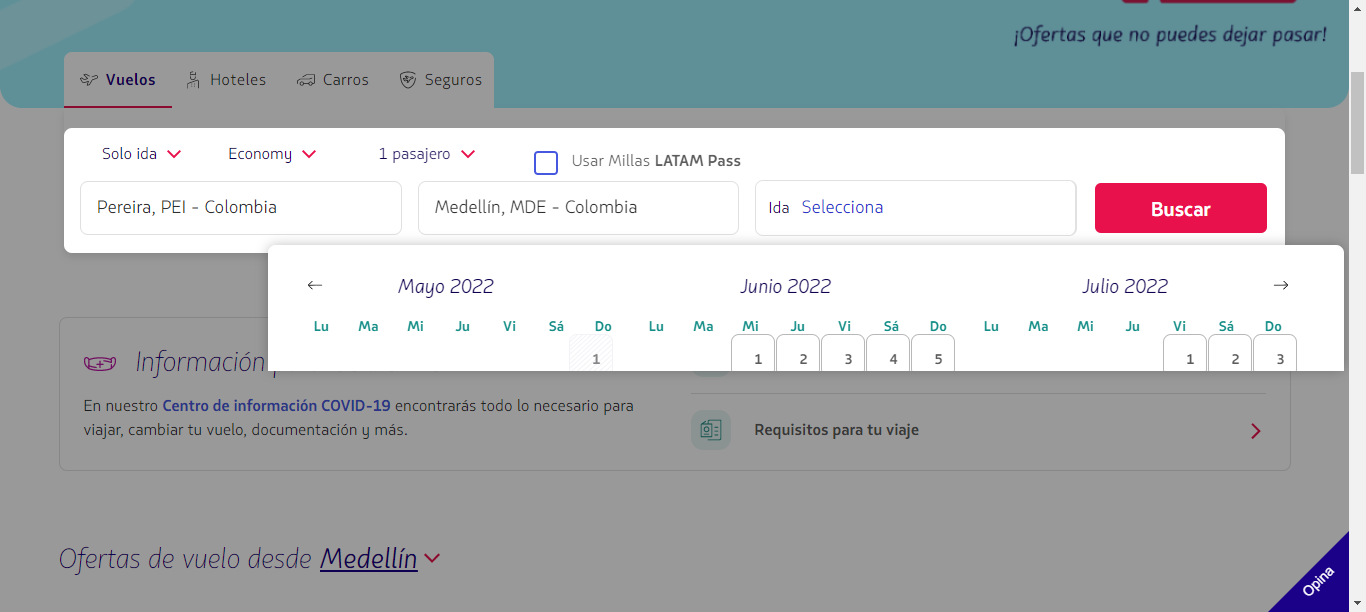 ¡Ofertas que no puedes dejar pasar!
Vuelos Hoteles Carros Seguros
Solo ida Economy 1 pasajero Usar Millas LATAM Pass
Pereira, PEI - Colombia Medellín, MDE - Colombia Ida Selecciona Buscar
Mayo 2022 Junio 2022 Julio 2022
Lu Ma Mi Ju Vi Sá Do Lu Ma Mi Ju Vi Sá Do Lu Ma Mi Ju Vi Sá Do
1 1 2 3 4 5 1 2 3
Información
En nuestro Centro de información COVID-19 encontrarás todo lo necesario para
viajar, cambiar tu vuelo, documentación y más.
Requisitos para tu viaje
Ofertas de vuelo desde Medellín
Opina